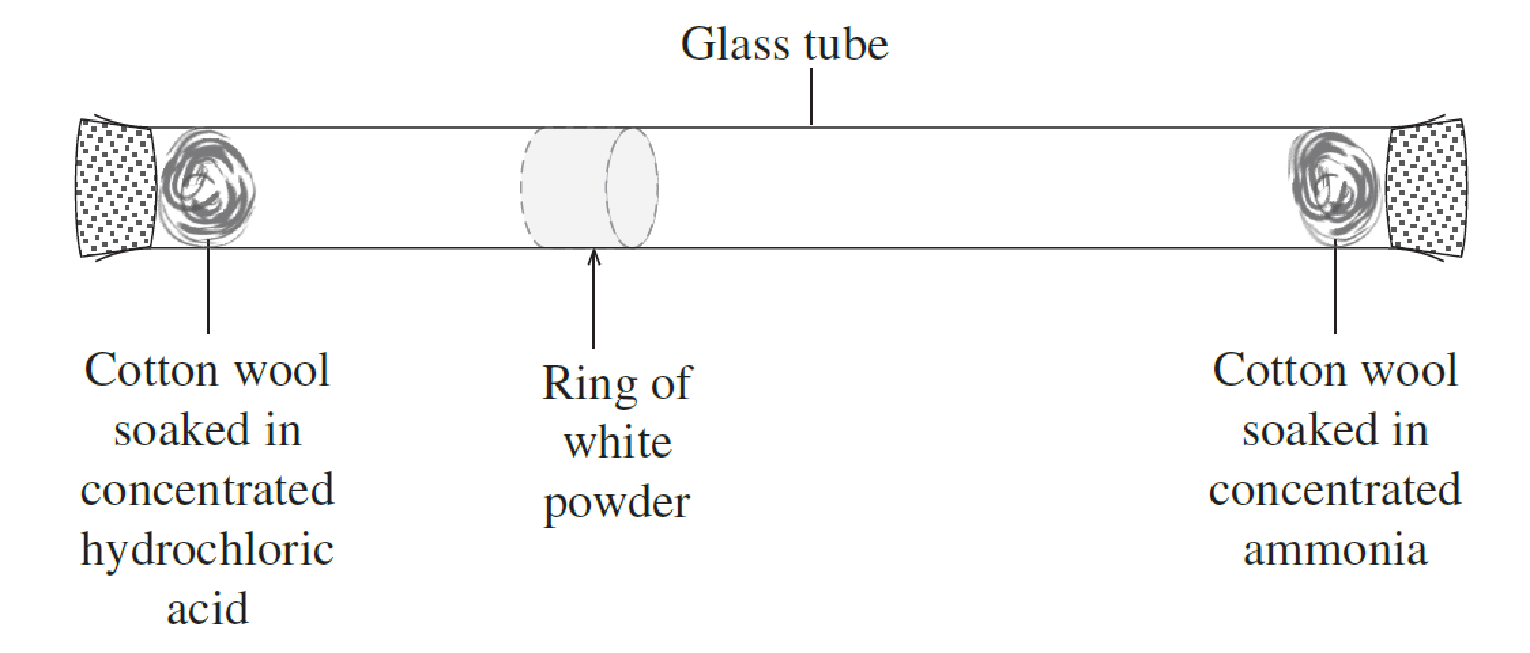 Glass tube
Cotton wool
soaked in
concentrated
hydrochloric
acid
Ring of
white
powder
Cotton wool
soaked in
concentrated
ammonia